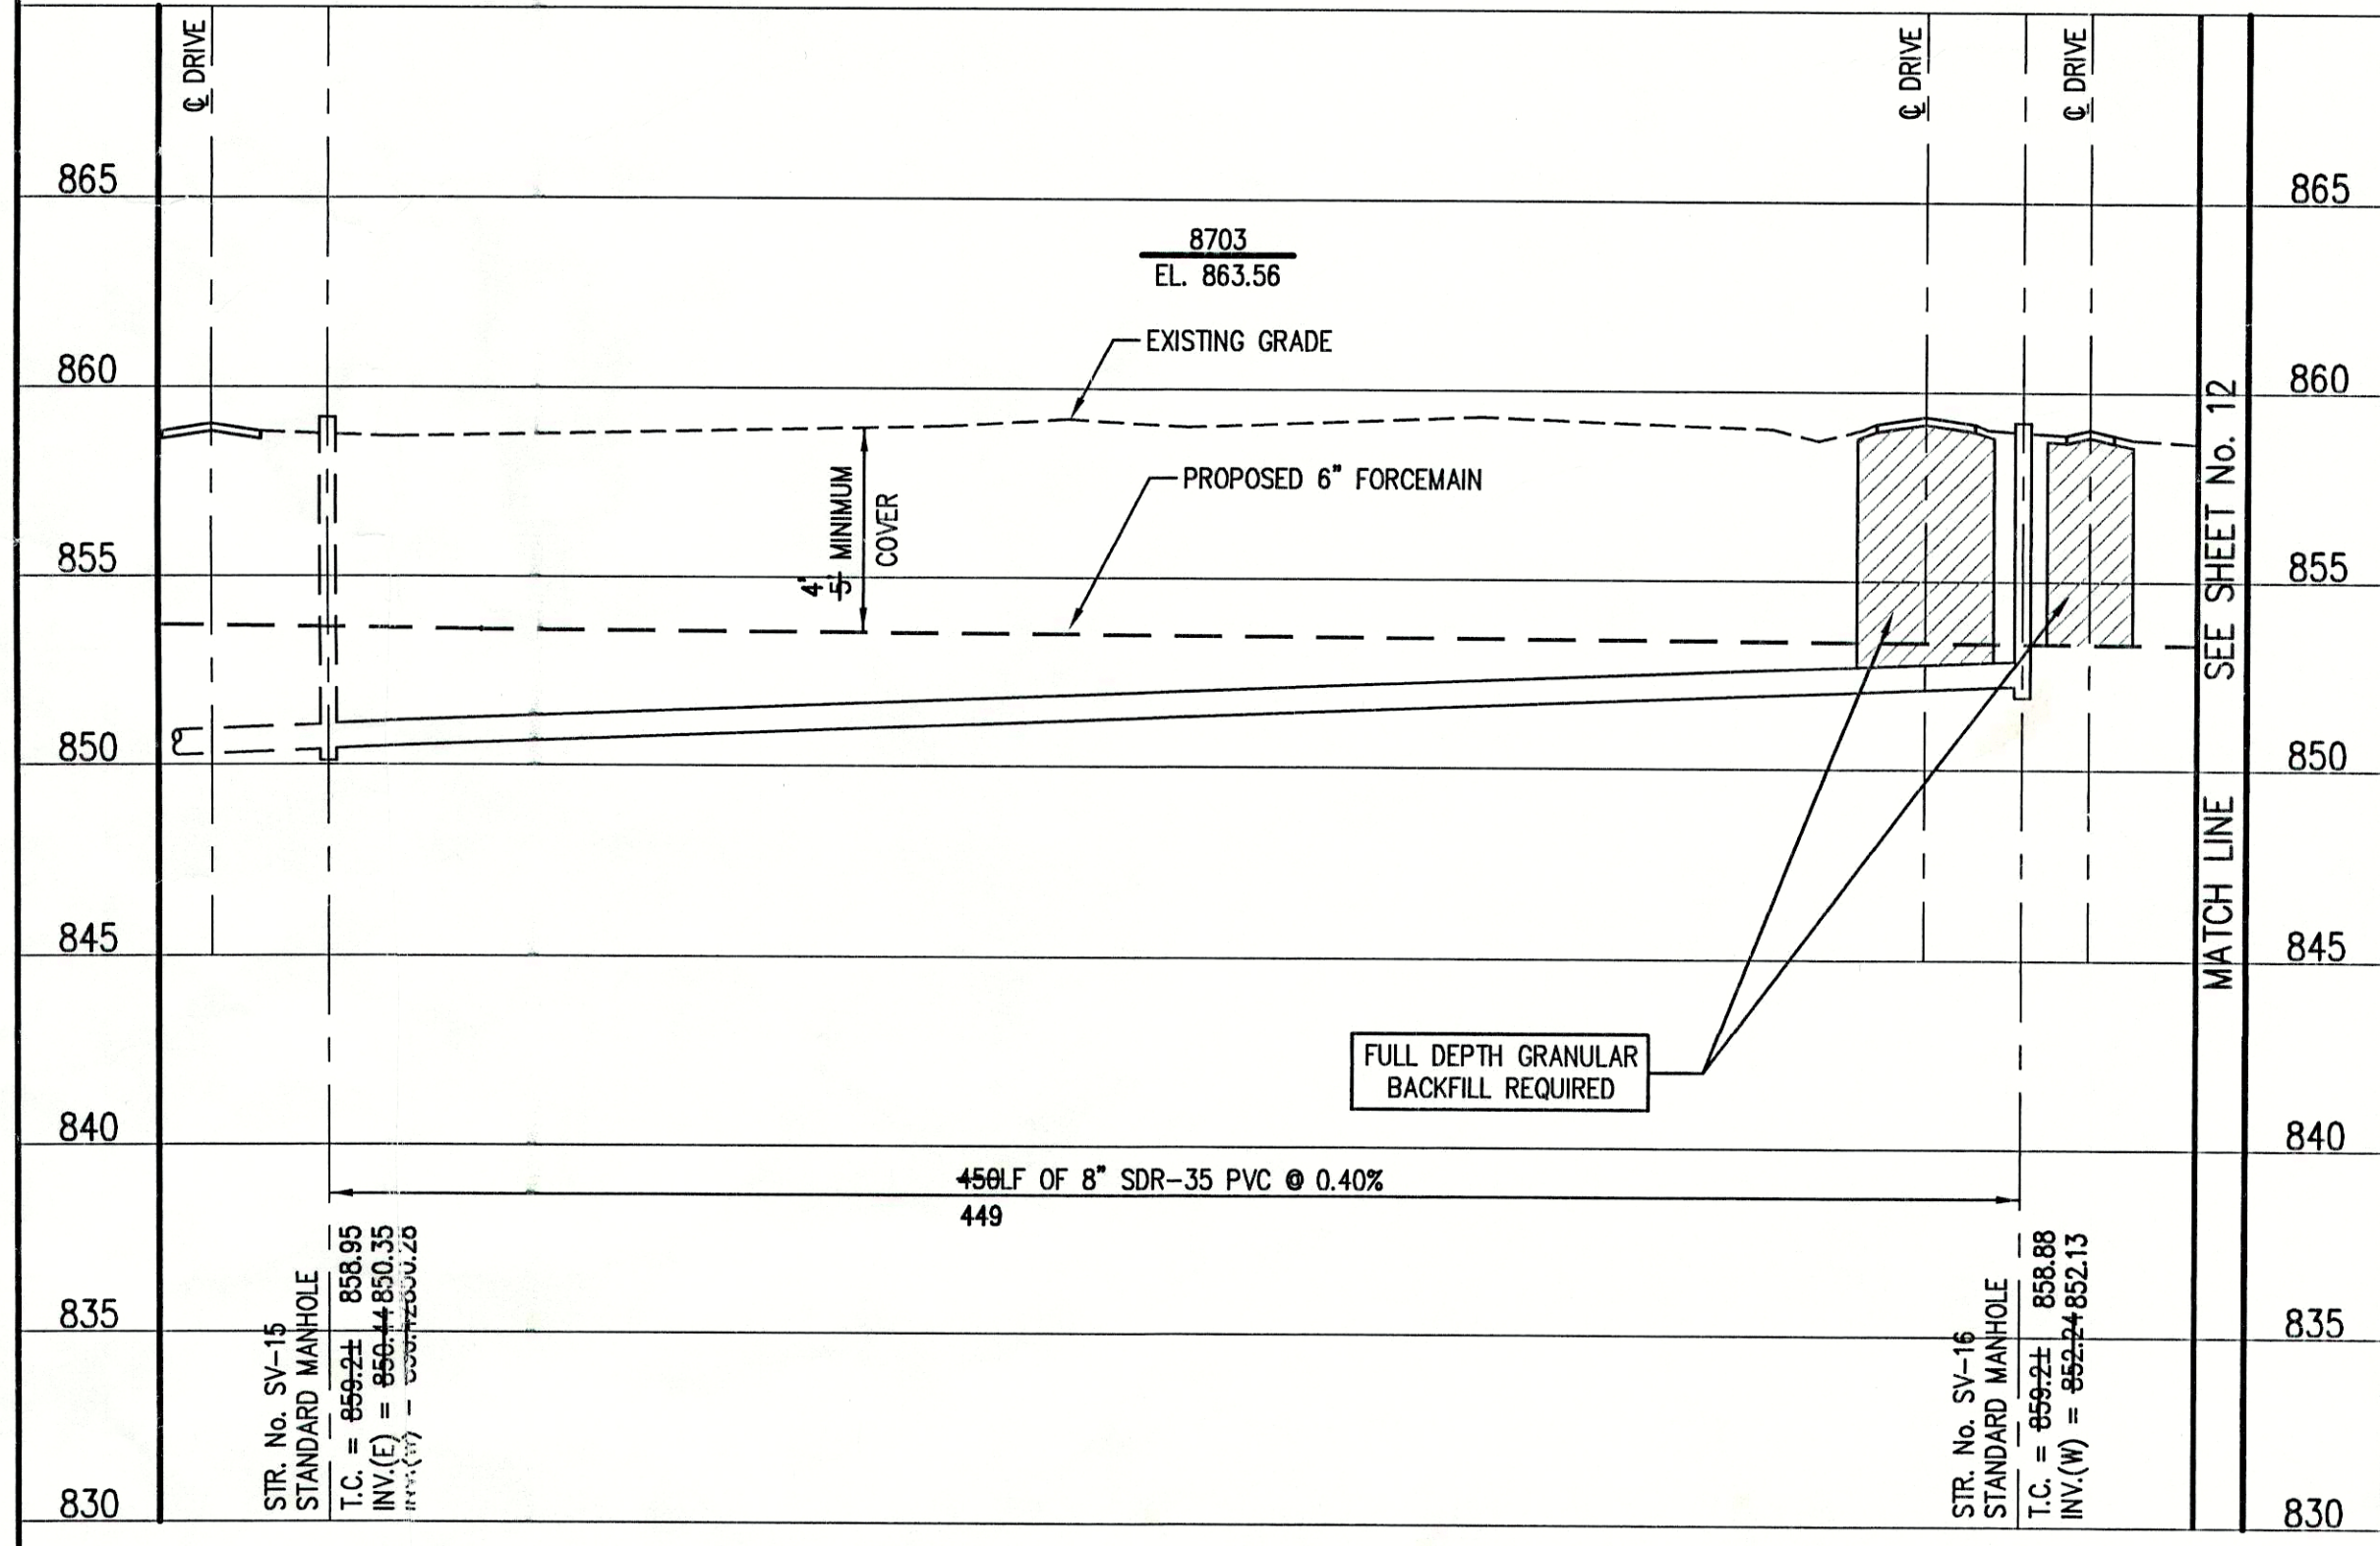 ℄ DRIVE
℄ DRIVE
℄ DRIVE
865
865
8703
EL. 863.56
EXISTING GRADE
860
860
PROPOSED 6" FORCEMAIN
4'
5' MINIMUM
COVER
855
855
SEE SHEET No. 12
850
850
MATCH LINE
845
845
FULL DEPTH GRANULAR
BACKFILL REQUIRED
840
840
450LF OF 8" SDR-35 PVC @ 0.40%
449
835
835
STR. No. SV-15
STANDARD MANHOLE
T.C. = 859.2± 858.95
INV.(E) = 850.44 850.35
INV.(W) 850.28
STR. No. SV-16
STANDARD MANHOLE
T.C. = 859.2± 858.88
INV.(W) = 852.24 852.13
830
830